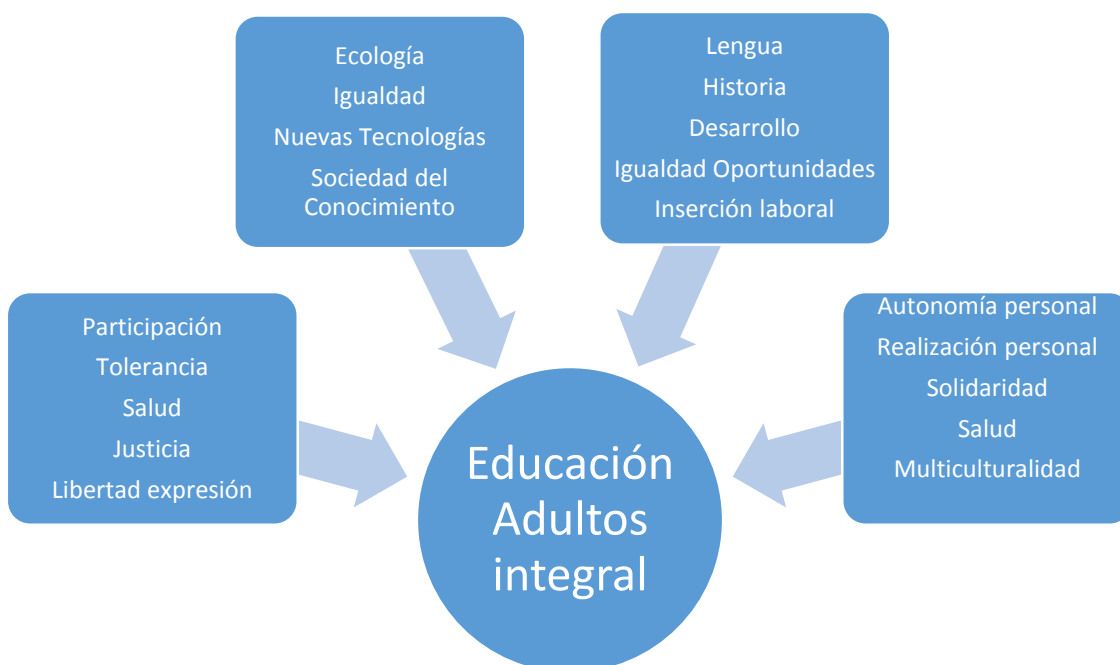 Ecología
Igualdad
Nuevas Tecnologías
Sociedad del
Conocimiento
Lengua
Historia
Desarrollo
Igualdad Oportunidades
Inserción laboral
Participación
Tolerancia
Salud
Justicia
Libertad expresión
Autonomía personal
Realización personal
Solidaridad
Salud
Multiculturalidad
Educación
Adultos
integral